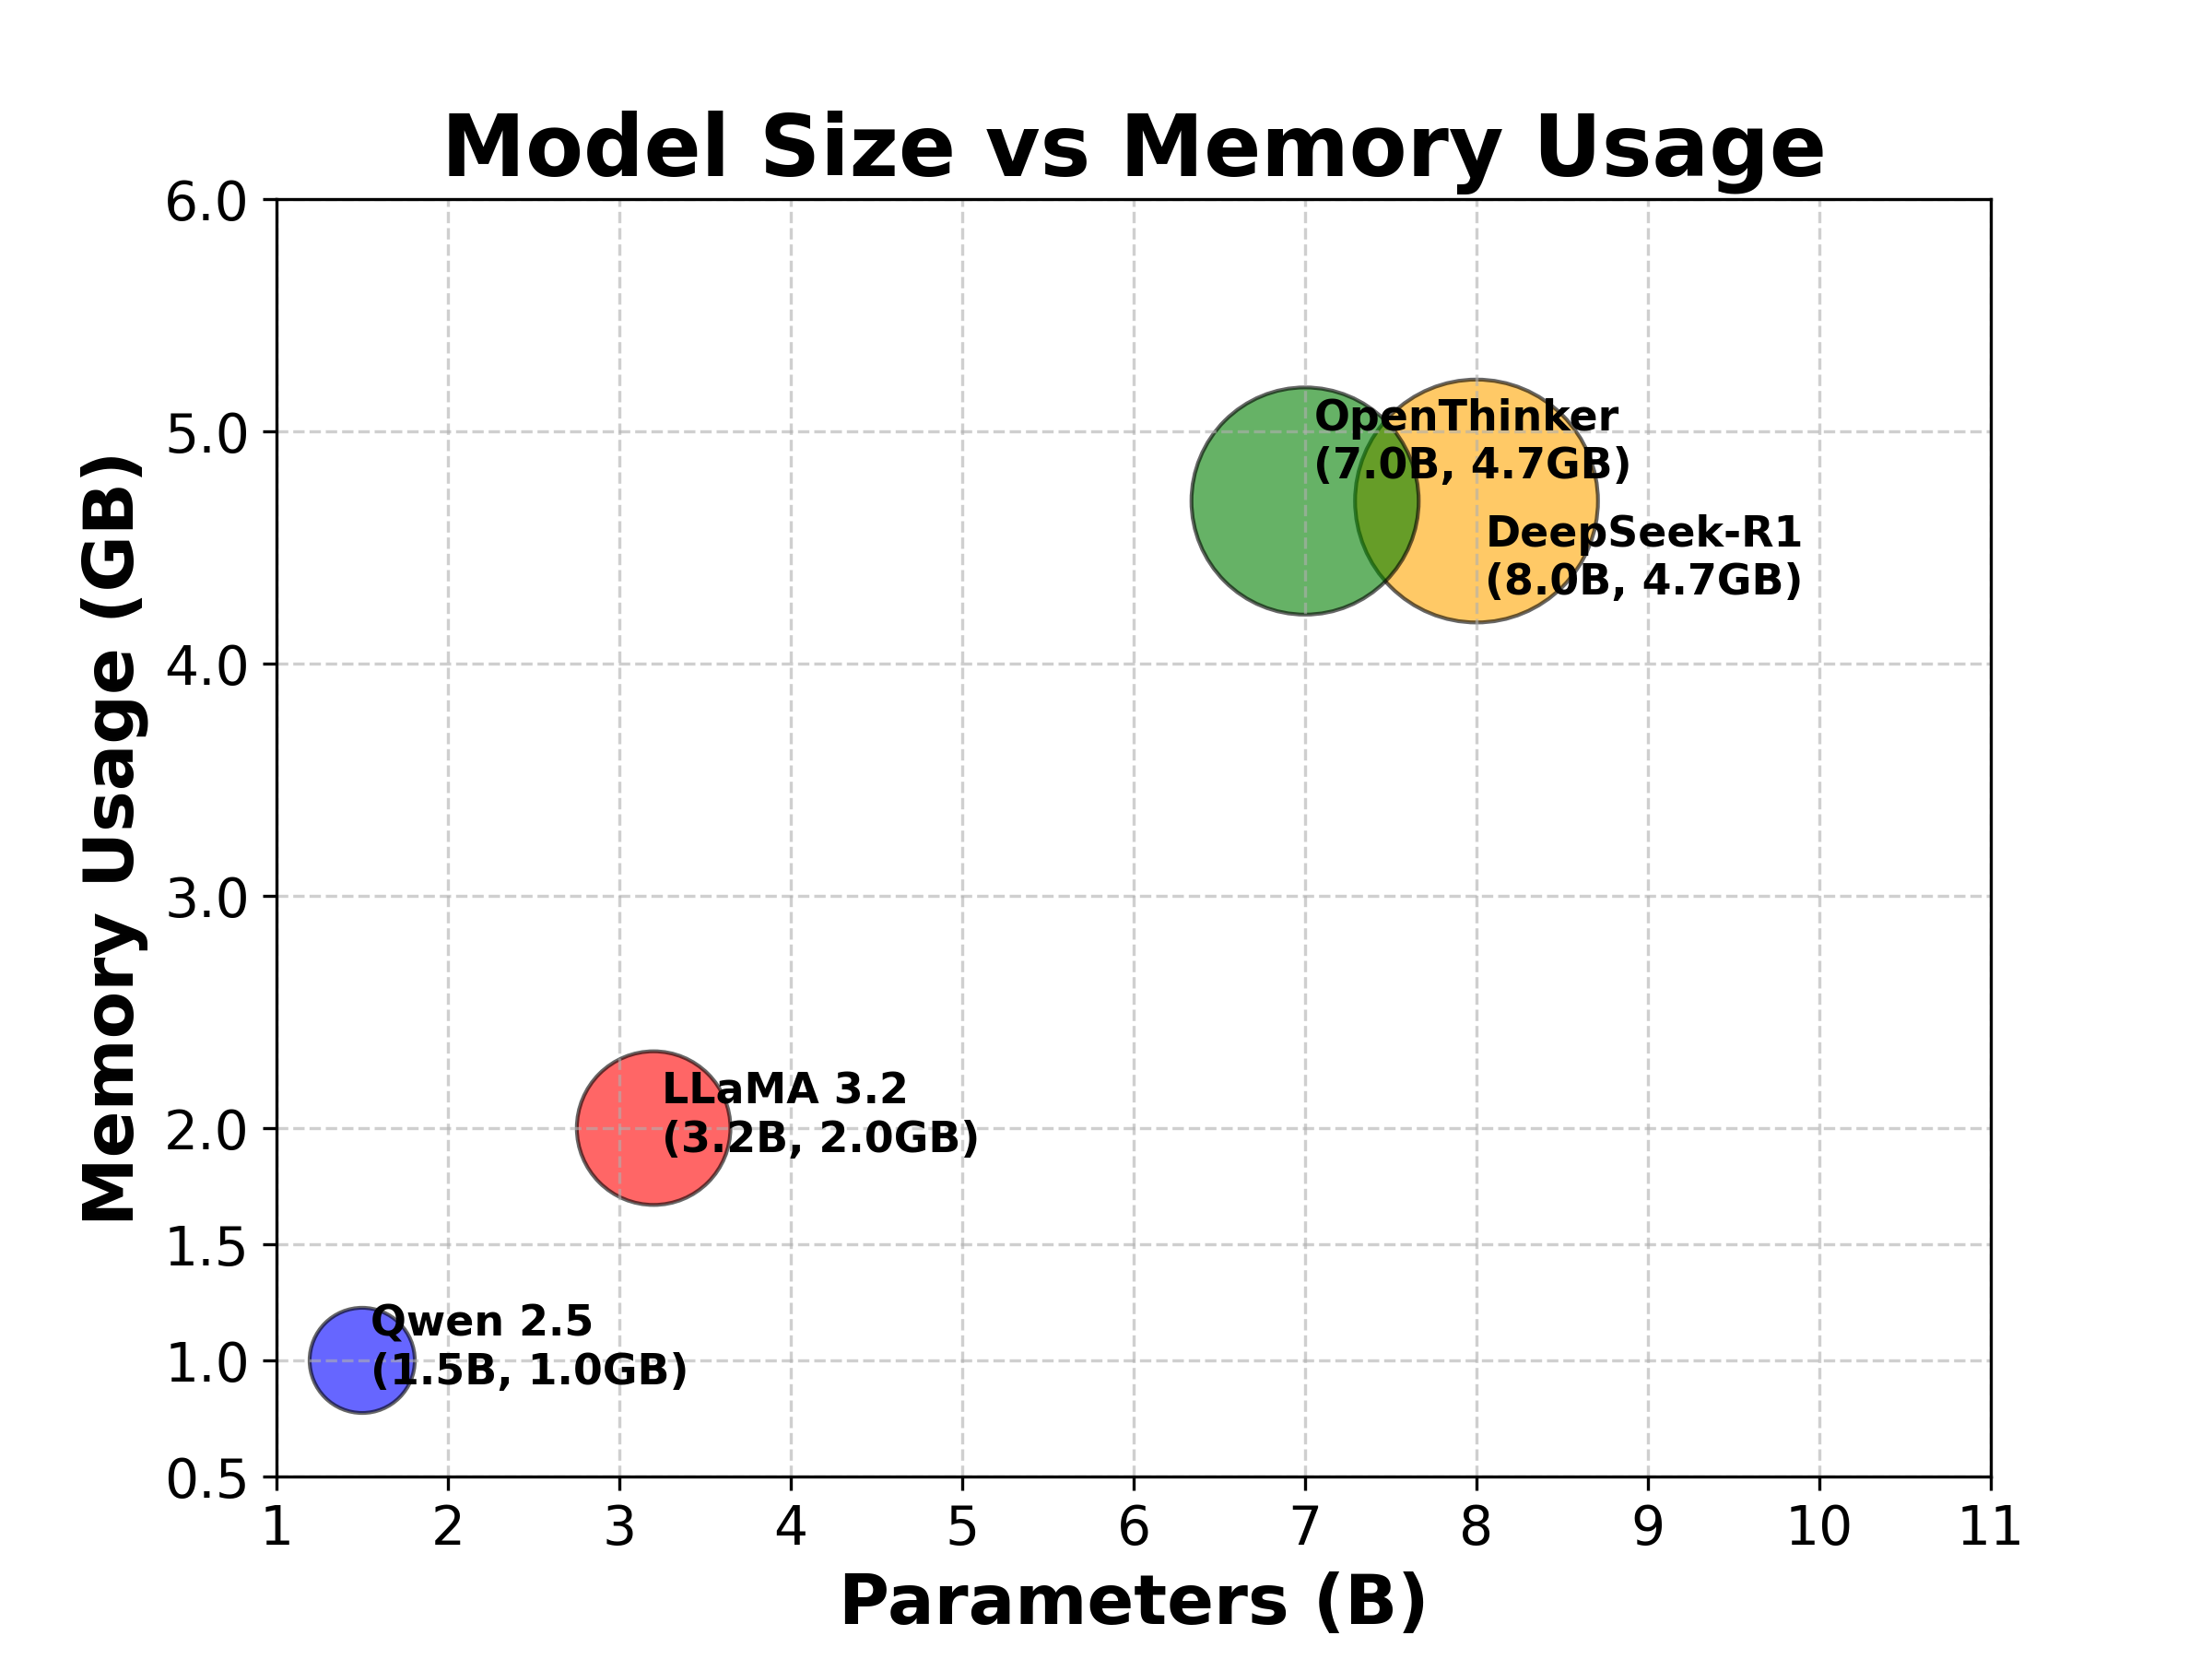 Model Size vs Memory Usage
Memory Usage (GB)
6.0
5.0
4.0
3.0
2.0
1.5
1.0
0.5
OpenThinker
(7.0B, 4.7GB)
DeepSeek-R1
(8.0B, 4.7GB)
LLaMA 3.2
(3.2B, 2.0GB)
Qwen 2.5
(1.5B, 1.0GB)
1 2 3 4 5 6 7 8 9 10 11
Parameters (B)